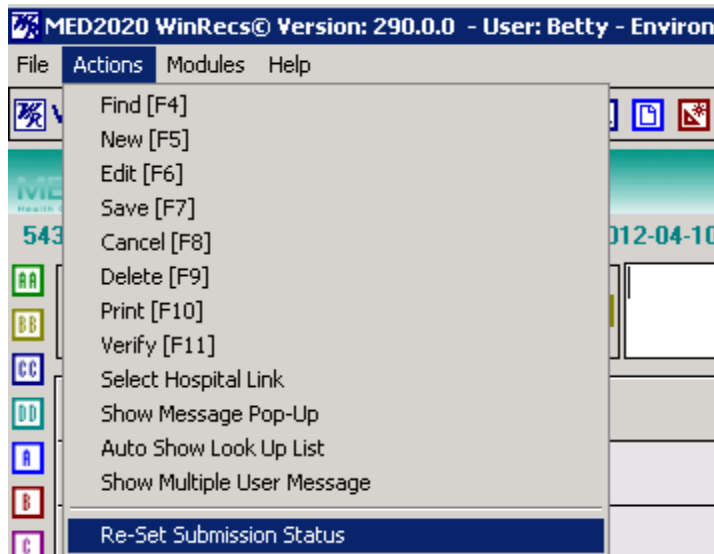 MED2020 WinRecs© Version: 290.0.0 - User: Betty - Environ
File Actions Modules Help
Find [F4]
New [F5]
Edit [F6]
Save [F7]
Cancel [F8]
Delete [F9]
Print [F10]
Verify [F11]
Select Hospital Link
Show Message Pop-Up
Auto Show Look Up List
Show Multiple User Message
Re-Set Submission Status
ME
543
012-04-10
AA
BB
CC
DD
A
B
C